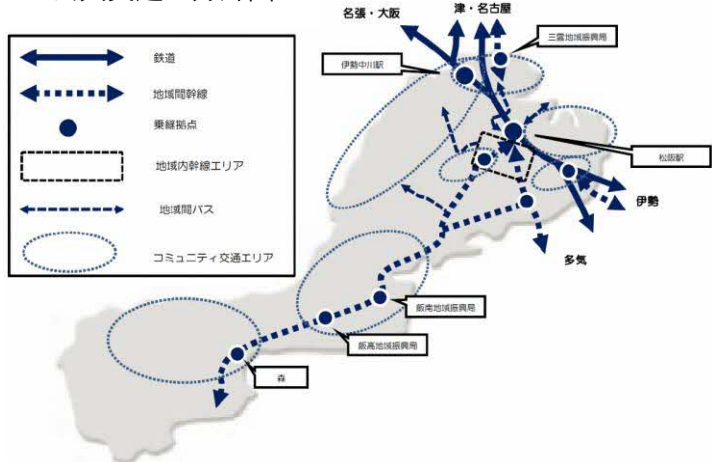 名張・大阪
津・名古屋
三雲地域振興局
伊勢中川駅
松阪駅
伊勢
多気
飯南地域振興局
飯高地域振興局
森
鉄道
地域間幹線
乗継拠点
地域内幹線エリア
地域間バス
コミュニティ交通エリア